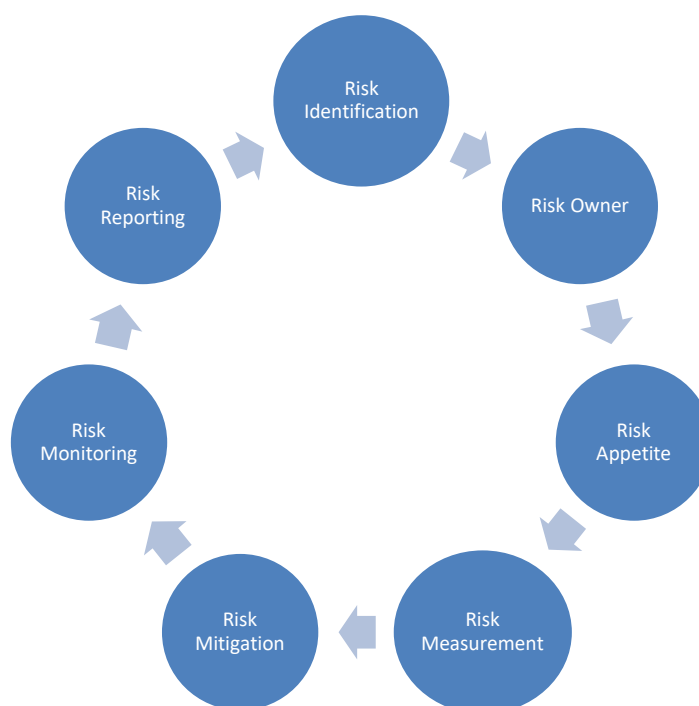 Risk
Identification
Risk Owner
Risk
Appetite
Risk
Measurement
Risk
Mitigation
Risk
Monitoring
Risk
Reporting